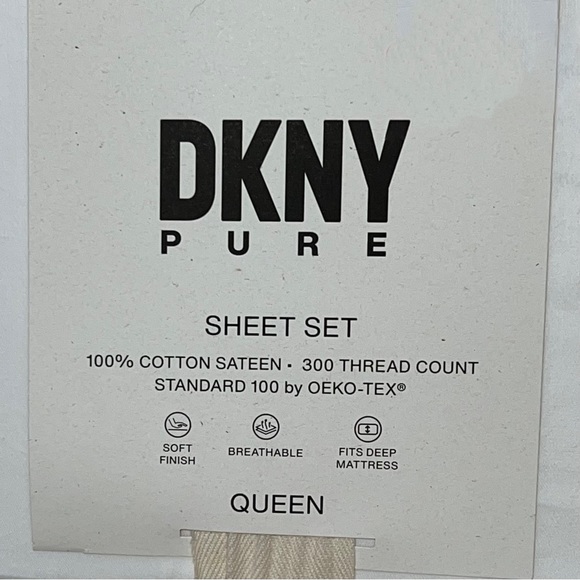 DKNY
PURE
SHEET SET
100% COTTON SATEEN • 300 THREAD COUNT
STANDARD 100 by OEKO-TEX®
SOFT FINISH
BREATHABLE
FITS DEEP MATTRESS
QUEEN